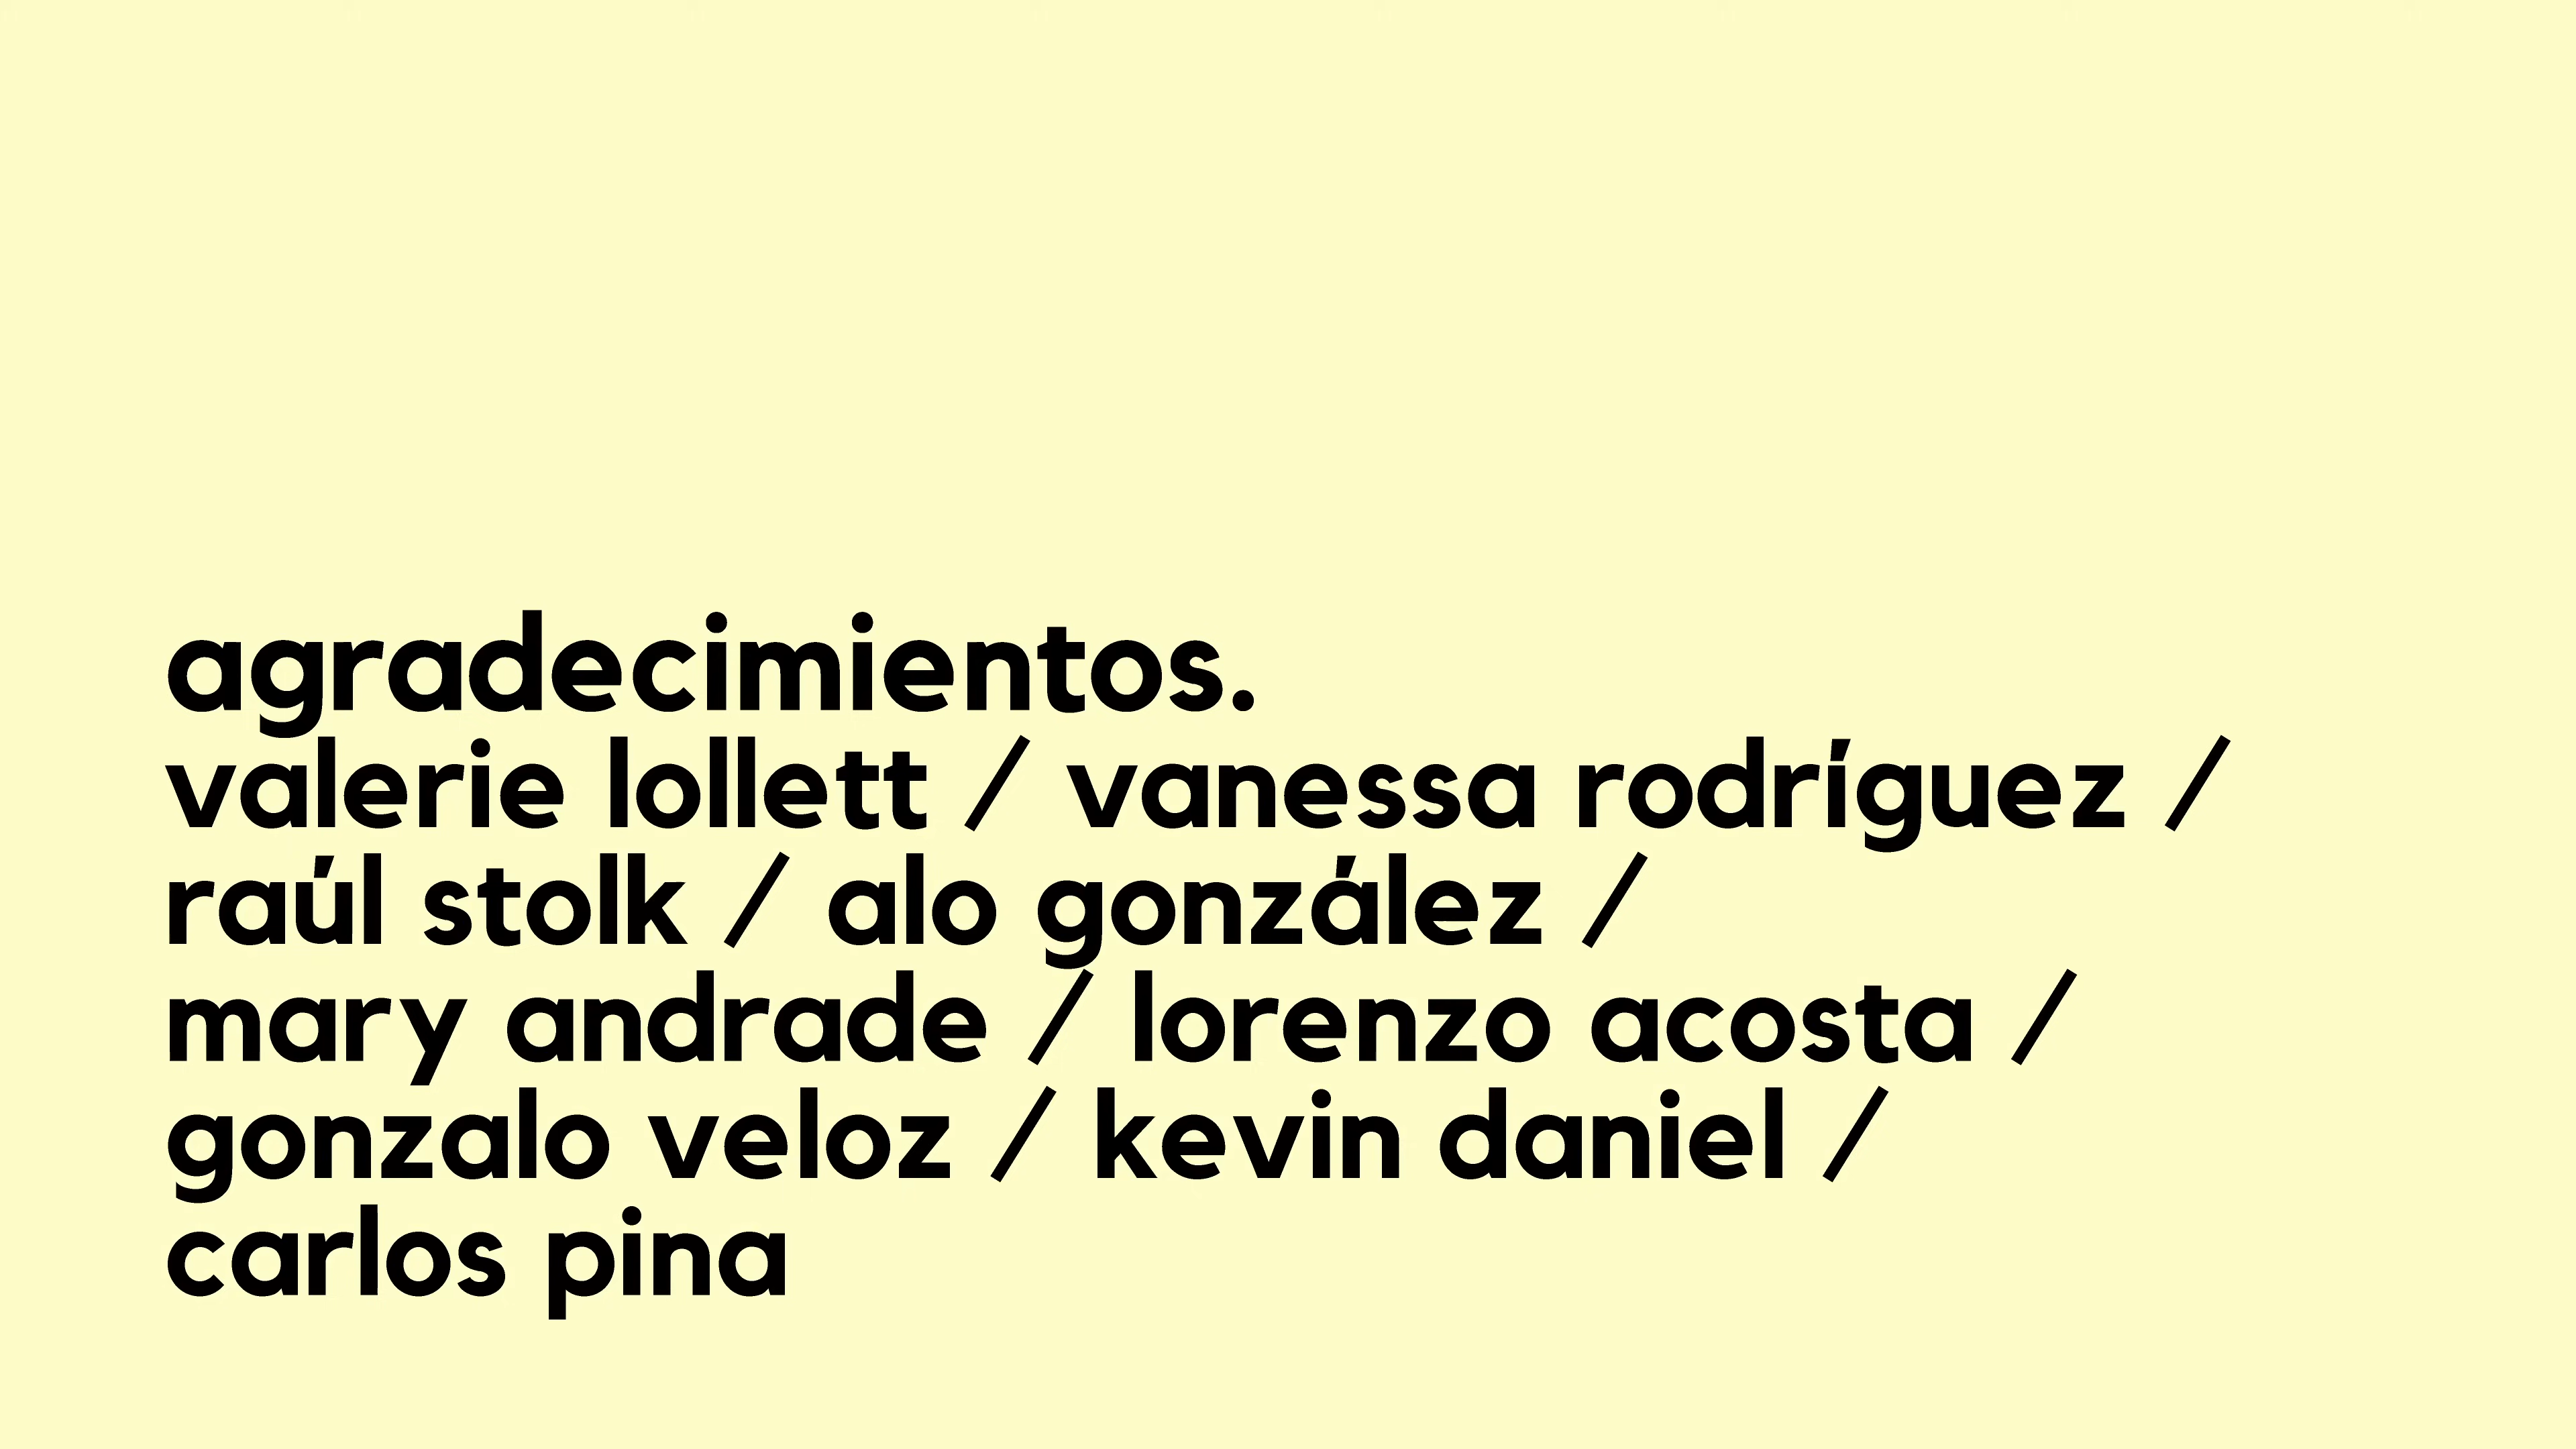 agradecimientos.
valerie lollett / vanessa rodríguez /
raúl stolk / alo gonzález /
mary andrade / lorenzo acosta /
gonzalo veloz / kevin daniel /
carlos pina